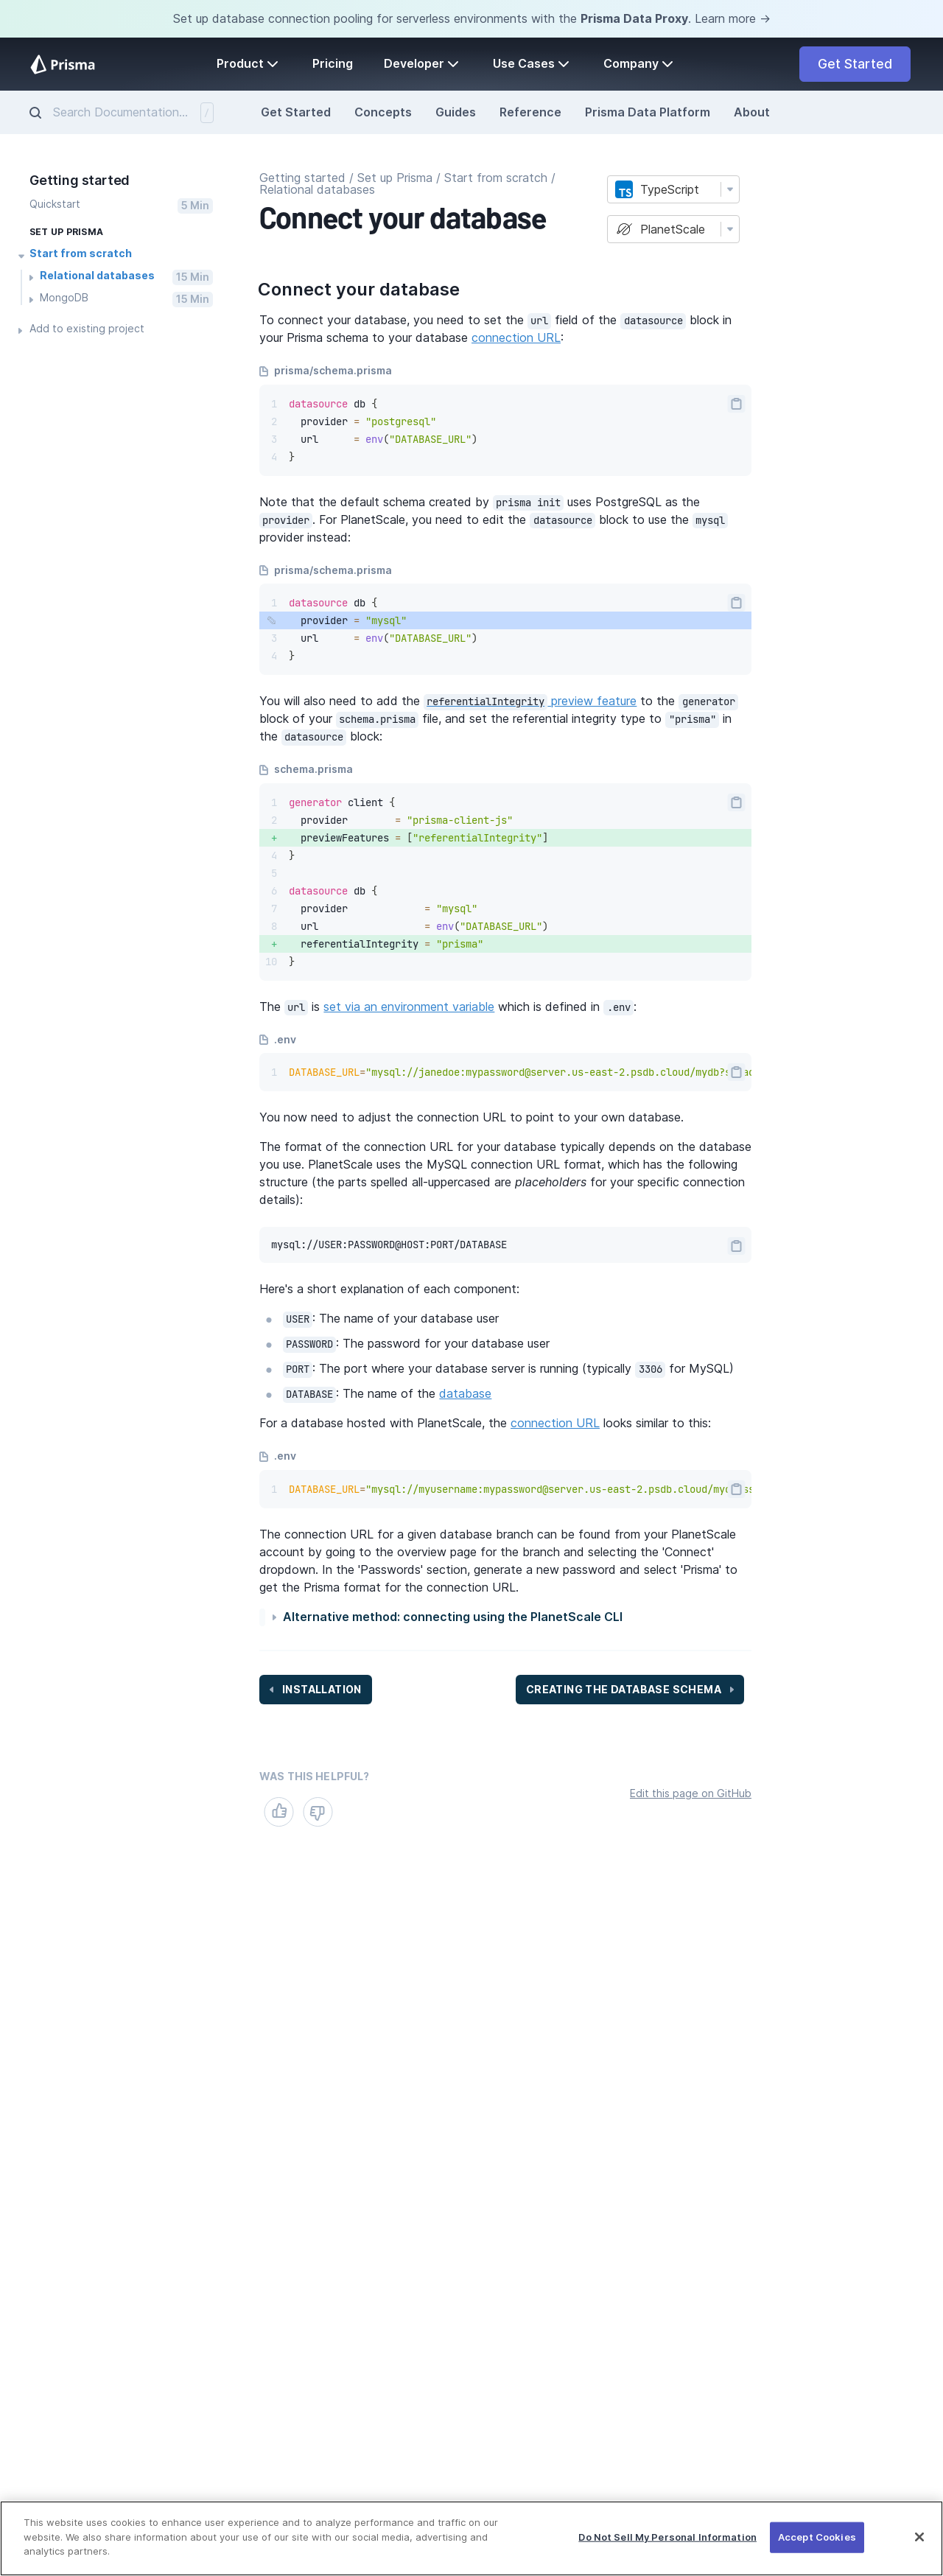 Set up database connection pooling for serverless environments with the Prisma Data Proxy. Learn more →
Prisma
Product
Pricing
Developer
Use Cases
Company
Get Started
Search Documentation...
/
Get Started
Concepts
Guides
Reference
Prisma Data Platform
About
Getting started
Quickstart
5 Min
SET UP PRISMA
Start from scratch
Relational databases
15 Min
MongoDB
15 Min
Add to existing project
Getting started / Set up Prisma / Start from scratch /
Relational databases
Connect your database
TS TypeScript
PlanetScale
Connect your database
To connect your database, you need to set the url field of the datasource block in
your Prisma schema to your database connection URL:
prisma/schema.prisma
1 datasource db {
2   provider = "postgresql"
3   url      = env("DATABASE_URL")
4 }
Note that the default schema created by prisma init uses PostgreSQL as the
provider. For PlanetScale, you need to edit the datasource block to use the mysql
provider instead:
prisma/schema.prisma
1 datasource db {
✎   provider = "mysql"
3   url      = env("DATABASE_URL")
4 }
You will also need to add the referentialIntegrity preview feature to the generator
block of your schema.prisma file, and set the referential integrity type to "prisma" in
the datasource block:
schema.prisma
1 generator client {
2   provider        = "prisma-client-js"
+   previewFeatures = ["referentialIntegrity"]
4 }
5
6 datasource db {
7   provider             = "mysql"
8   url                  = env("DATABASE_URL")
+   referentialIntegrity = "prisma"
10 }
The url is set via an environment variable which is defined in .env:
.env
1 DATABASE_URL="mysql://janedoe:mypassword@server.us-east-2.psdb.cloud/mydb?s
You now need to adjust the connection URL to point to your own database.
The format of the connection URL for your database typically depends on the database
you use. PlanetScale uses the MySQL connection URL format, which has the following
structure (the parts spelled all-uppercased are placeholders for your specific connection
details):
mysql://USER:PASSWORD@HOST:PORT/DATABASE
Here's a short explanation of each component:
USER: The name of your database user
PASSWORD: The password for your database user
PORT: The port where your database server is running (typically 3306 for MySQL)
DATABASE: The name of the database
For a database hosted with PlanetScale, the connection URL looks similar to this:
.env
1 DATABASE_URL="mysql://myusername:mypassword@server.us-east-2.psdb.cloud/myd
The connection URL for a given database branch can be found from your PlanetScale
account by going to the overview page for the branch and selecting the 'Connect'
dropdown. In the 'Passwords' section, generate a new password and select 'Prisma' to
get the Prisma format for the connection URL.
Alternative method: connecting using the PlanetScale CLI
INSTALLATION
CREATING THE DATABASE SCHEMA
WAS THIS HELPFUL?
Edit this page on GitHub
This website uses cookies to enhance user experience and to analyze performance and traffic on our
website. We also share information about your use of our site with our social media, advertising and
analytics partners.
Do Not Sell My Personal Information
Accept Cookies